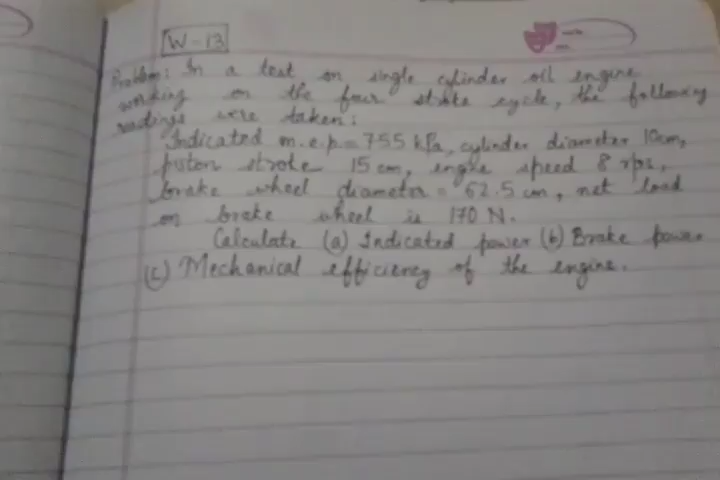 W-13
Problem: In a test on single cylinder oil engine
working on the four stroke cycle, the following
readings were taken:
Indicated m.e.p = 755 kPa, cylinder diameter 10cm,
piston stroke 15 cm, engine speed 8 rps,
brake wheel diameter = 62.5 cm, net load
on brake wheel is 170 N.
Calculate (a) Indicated power (b) Brake power
(c) Mechanical efficiency of the engine.